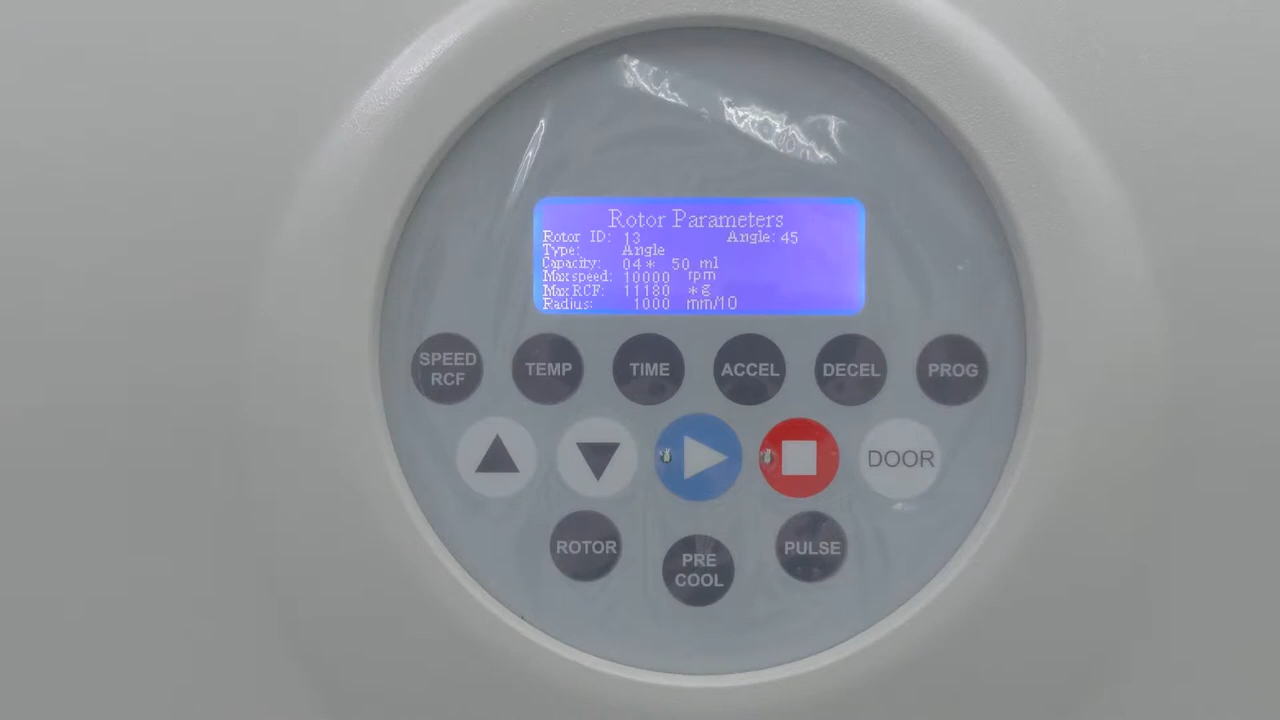 Rotor Parameters
Rotor ID: 13 Angle: 45
Type: Angle
Capacity: 04* 50 ml
Max speed: 10000 rpm
Max RCF: 11180 *g
Radius: 1000 mm/10
SPEED RCF
TEMP
TIME
ACCEL
DECEL
PROG
DOOR
ROTOR
PRE COOL
PULSE